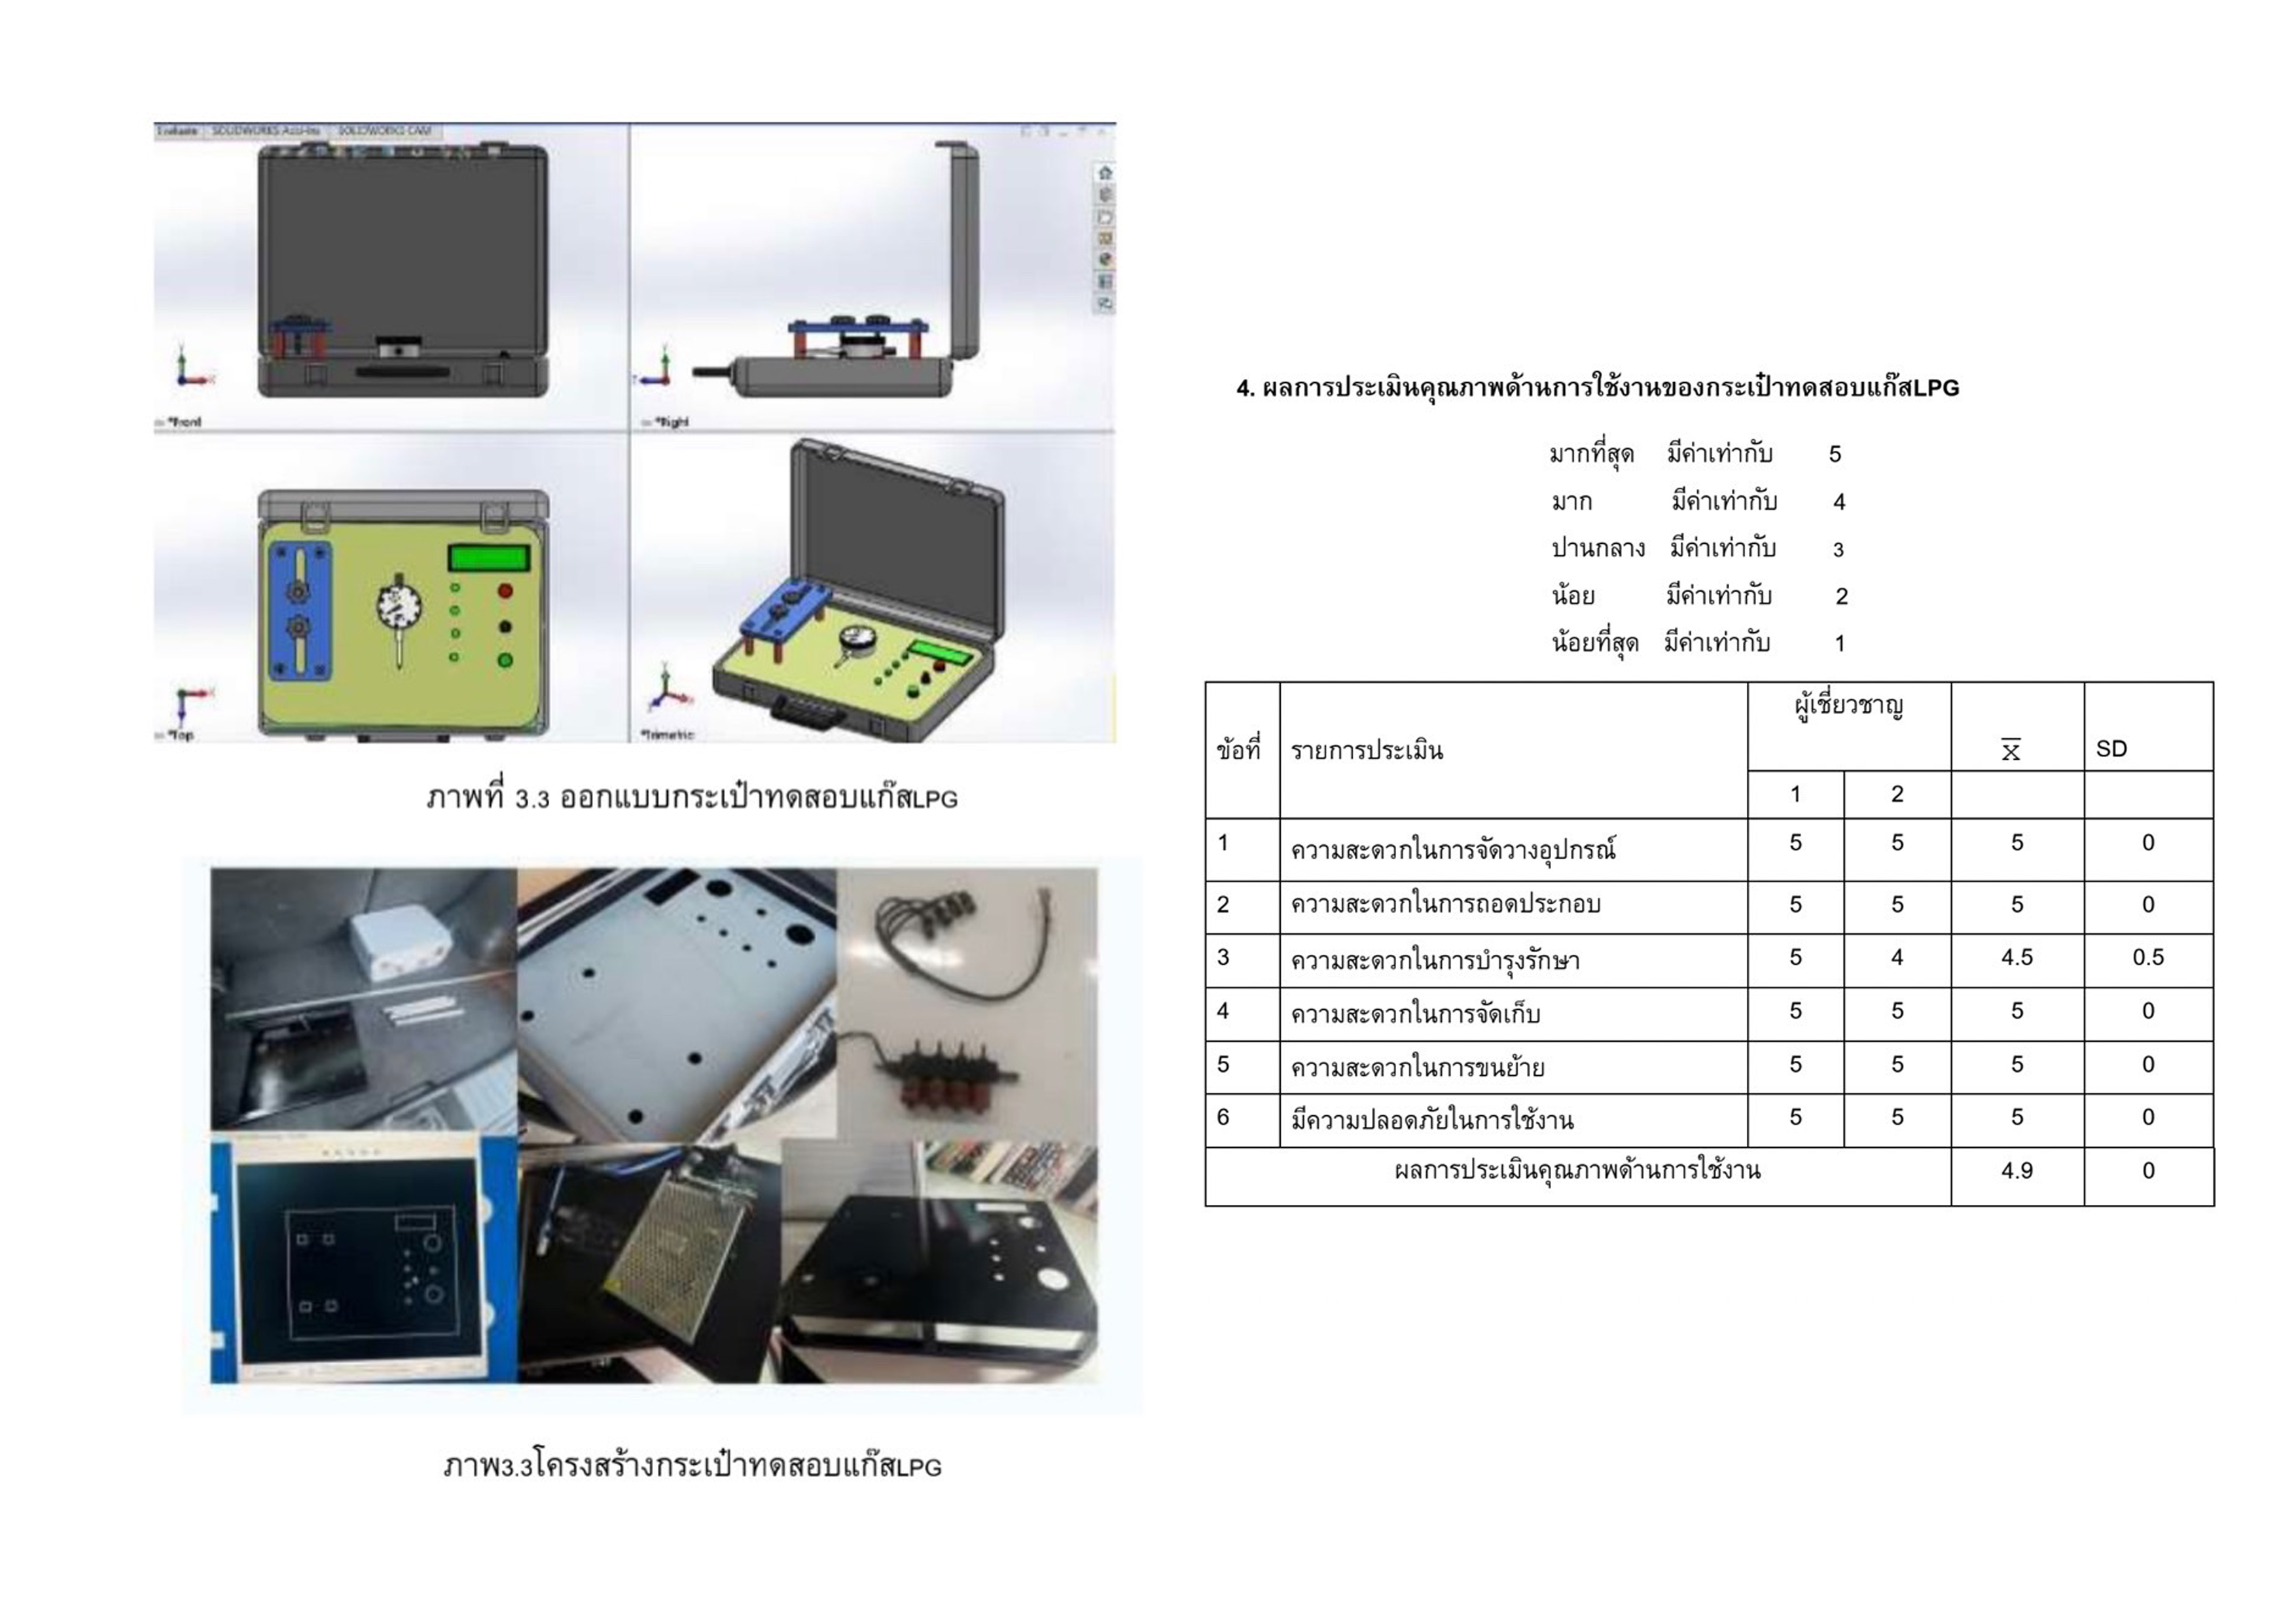 Evaluate SOLIDWORKS Add-Ins SOLIDWORKS CAM
*Front
*Right
*Top
*Trimetric
ภาพที่ 3.3 ออกแบบกระเป๋าทดสอบแก๊สLPG
ภาพ3.3โครงสร้างกระเป๋าทดสอบแก๊สLPG
4. ผลการประเมินคุณภาพด้านการใช้งานของกระเป๋าทดสอบแก๊สLPG
มากที่สุด มีค่าเท่ากับ 5
มาก มีค่าเท่ากับ 4
ปานกลาง มีค่าเท่ากับ 3
น้อย มีค่าเท่ากับ 2
น้อยที่สุด มีค่าเท่ากับ 1
ข้อที่ รายการประเมิน ผู้เชี่ยวชาญ X̅ SD
1 2
1 ความสะดวกในการจัดวางอุปกรณ์ 5 5 5 0
2 ความสะดวกในการถอดประกอบ 5 5 5 0
3 ความสะดวกในการบำรุงรักษา 5 4 4.5 0.5
4 ความสะดวกในการจัดเก็บ 5 5 5 0
5 ความสะดวกในการขนย้าย 5 5 5 0
6 มีความปลอดภัยในการใช้งาน 5 5 5 0
ผลการประเมินคุณภาพด้านการใช้งาน 4.9 0